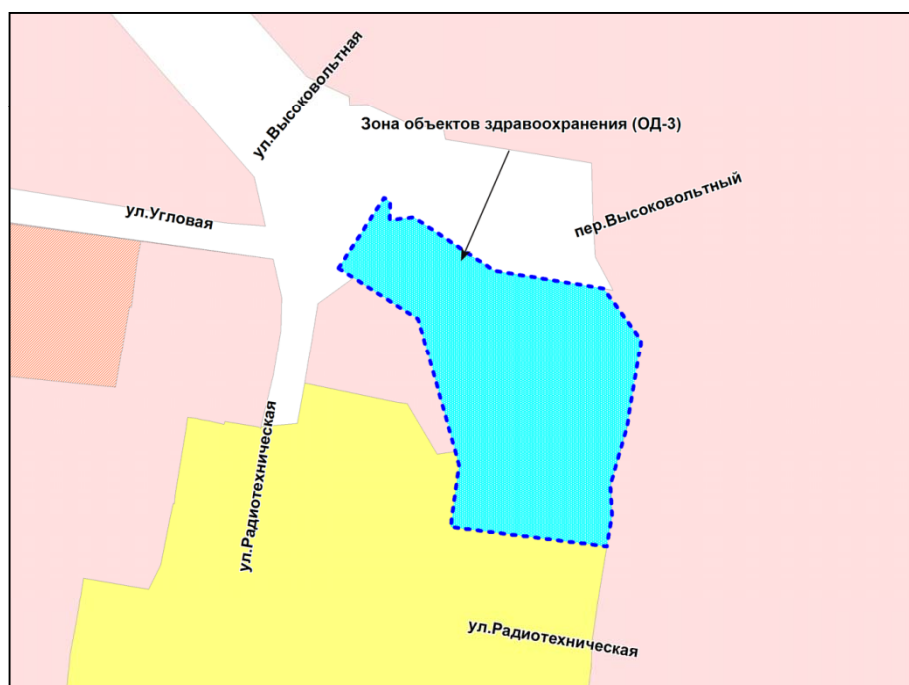 ул.Высоковольтная
Зона объектов здравоохранения (ОД-3)
пер.Высоковольтный
ул.Угловая
ул.Радиотехническая
ул.Радиотехническая